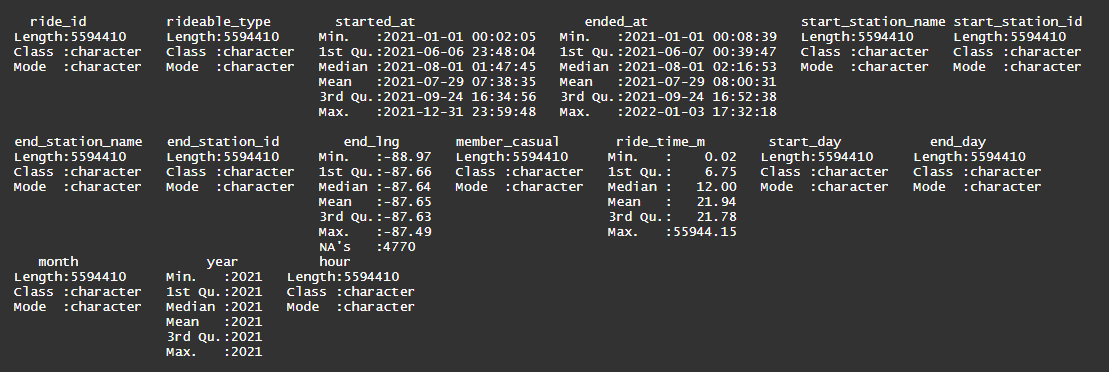 ride_id rideable_type started_at ended_at start_station_name start_station_id
Length:5594410 Length:5594410 Min. :2021-01-01 00:02:05 Min. :2021-01-01 00:08:39 Length:5594410 Length:5594410
Class :character Class :character 1st Qu.:2021-06-06 23:48:04 1st Qu.:2021-06-07 00:39:47 Class :character Class :character
Mode :character Mode :character Median :2021-08-01 01:47:45 Median :2021-08-01 02:16:53 Mode :character Mode :character
Mean :2021-07-29 07:38:35 Mean :2021-07-29 08:00:31
3rd Qu.:2021-09-24 16:34:56 3rd Qu.:2021-09-24 16:52:38
Max. :2021-12-31 23:59:48 Max. :2022-01-03 17:32:18
end_station_name end_station_id end_lng member_casual ride_time_m start_day end_day
Length:5594410 Length:5594410 Min. :-88.97 Length:5594410 Min. : 0.02 Length:5594410 Length:5594410
Class :character Class :character 1st Qu.:-87.66 Class :character 1st Qu.: 6.75 Class :character Class :character
Mode :character Mode :character Median :-87.64 Mode :character Median : 12.00 Mode :character Mode :character
Mean :-87.65 Mean : 21.94
3rd Qu.:-87.63 3rd Qu.: 21.78
Max. :-87.49 Max. :55944.15
NA's :4770
month year hour
Length:5594410 Min. :2021 Length:5594410
Class :character 1st Qu.:2021 Class :character
Mode :character Median :2021 Mode :character
Mean :2021
3rd Qu.:2021
Max. :2021